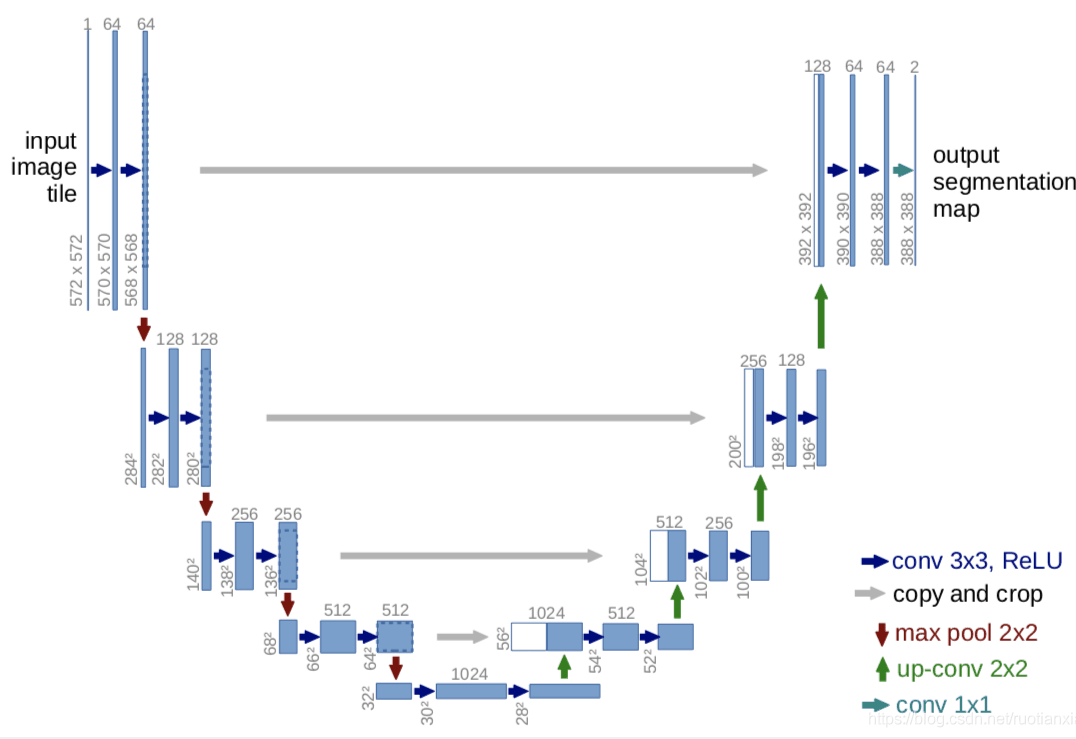 1 64 64
128 64 64 2
input
image
tile
output
segmentation
map
572 x 572
570 x 570
568 x 568
392 x 392
390 x 390
388 x 388
388 x 388
128 128
256 128
284²
282²
280²
200²
198²
196²
256 256
512 256
140²
138²
136²
104²
102²
100²
512 512
1024 512
68²
66²
64²
56²
54²
52²
1024
32²
30²
28²
conv 3x3, ReLU
copy and crop
max pool 2x2
up-conv 2x2
conv 1x1
https://blog.csdn.net/ruotianxia